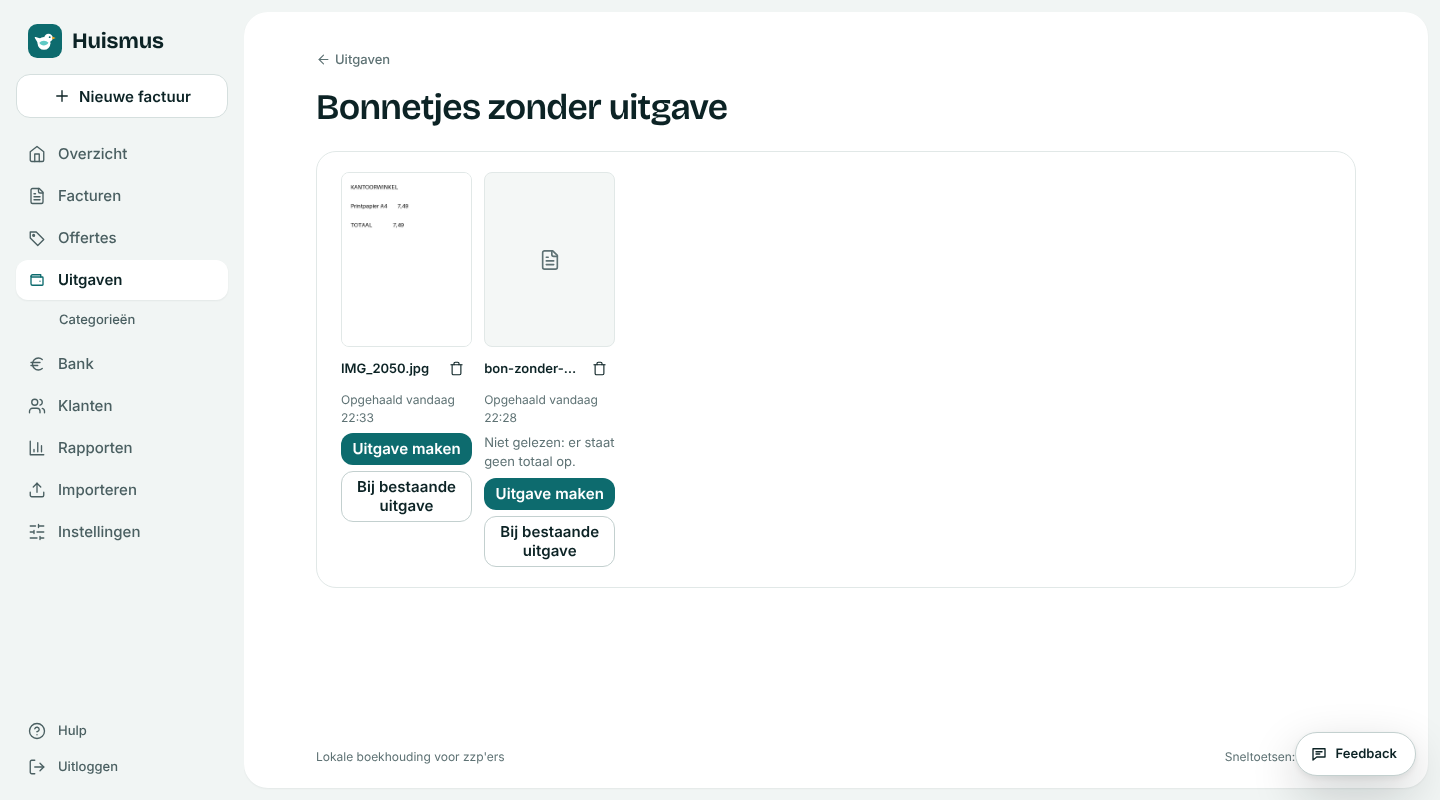 Huismus
Nieuwe factuur
Overzicht
Facturen
Offertes
Uitgaven
Categorieën
Bank
Klanten
Rapporten
Importeren
Instellingen
Hulp
Uitloggen
Uitgaven
Bonnetjes zonder uitgave
KANTOORWINKEL
Printpapier A4 7,49
TOTAAL 7,49
IMG_2050.jpg
Opgehaald vandaag
22:33
Uitgave maken
Bij bestaande
uitgave
bon-zonder-...
Opgehaald vandaag
22:28
Niet gelezen: er staat
geen totaal op.
Uitgave maken
Bij bestaande
uitgave
Lokale boekhouding voor zzp'ers
Sneltoetsen:
Feedback